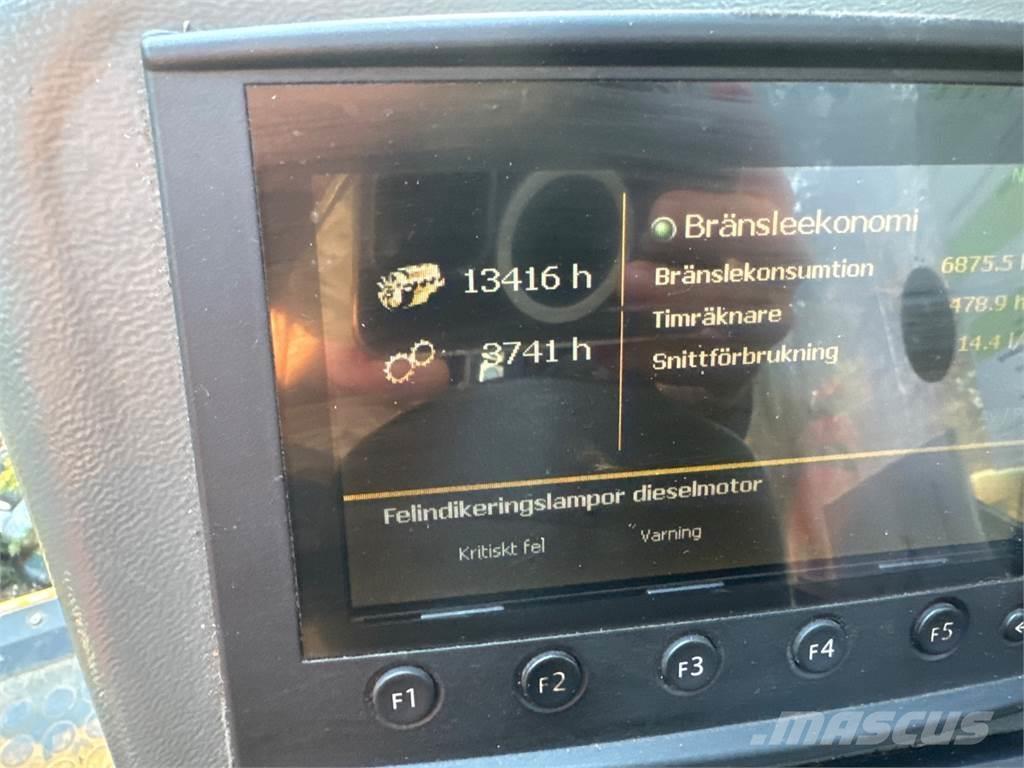 Bränsleekonomi
13416 h
Bränslekonsumtion 6875.5 l
Timräknare 478.9 h
3741 h
Snittförbrukning 14.4 l/
Felindikeringslampor dieselmotor
Kritiskt fel Varning
F1 F2 F3 F4 F5
MASCUS